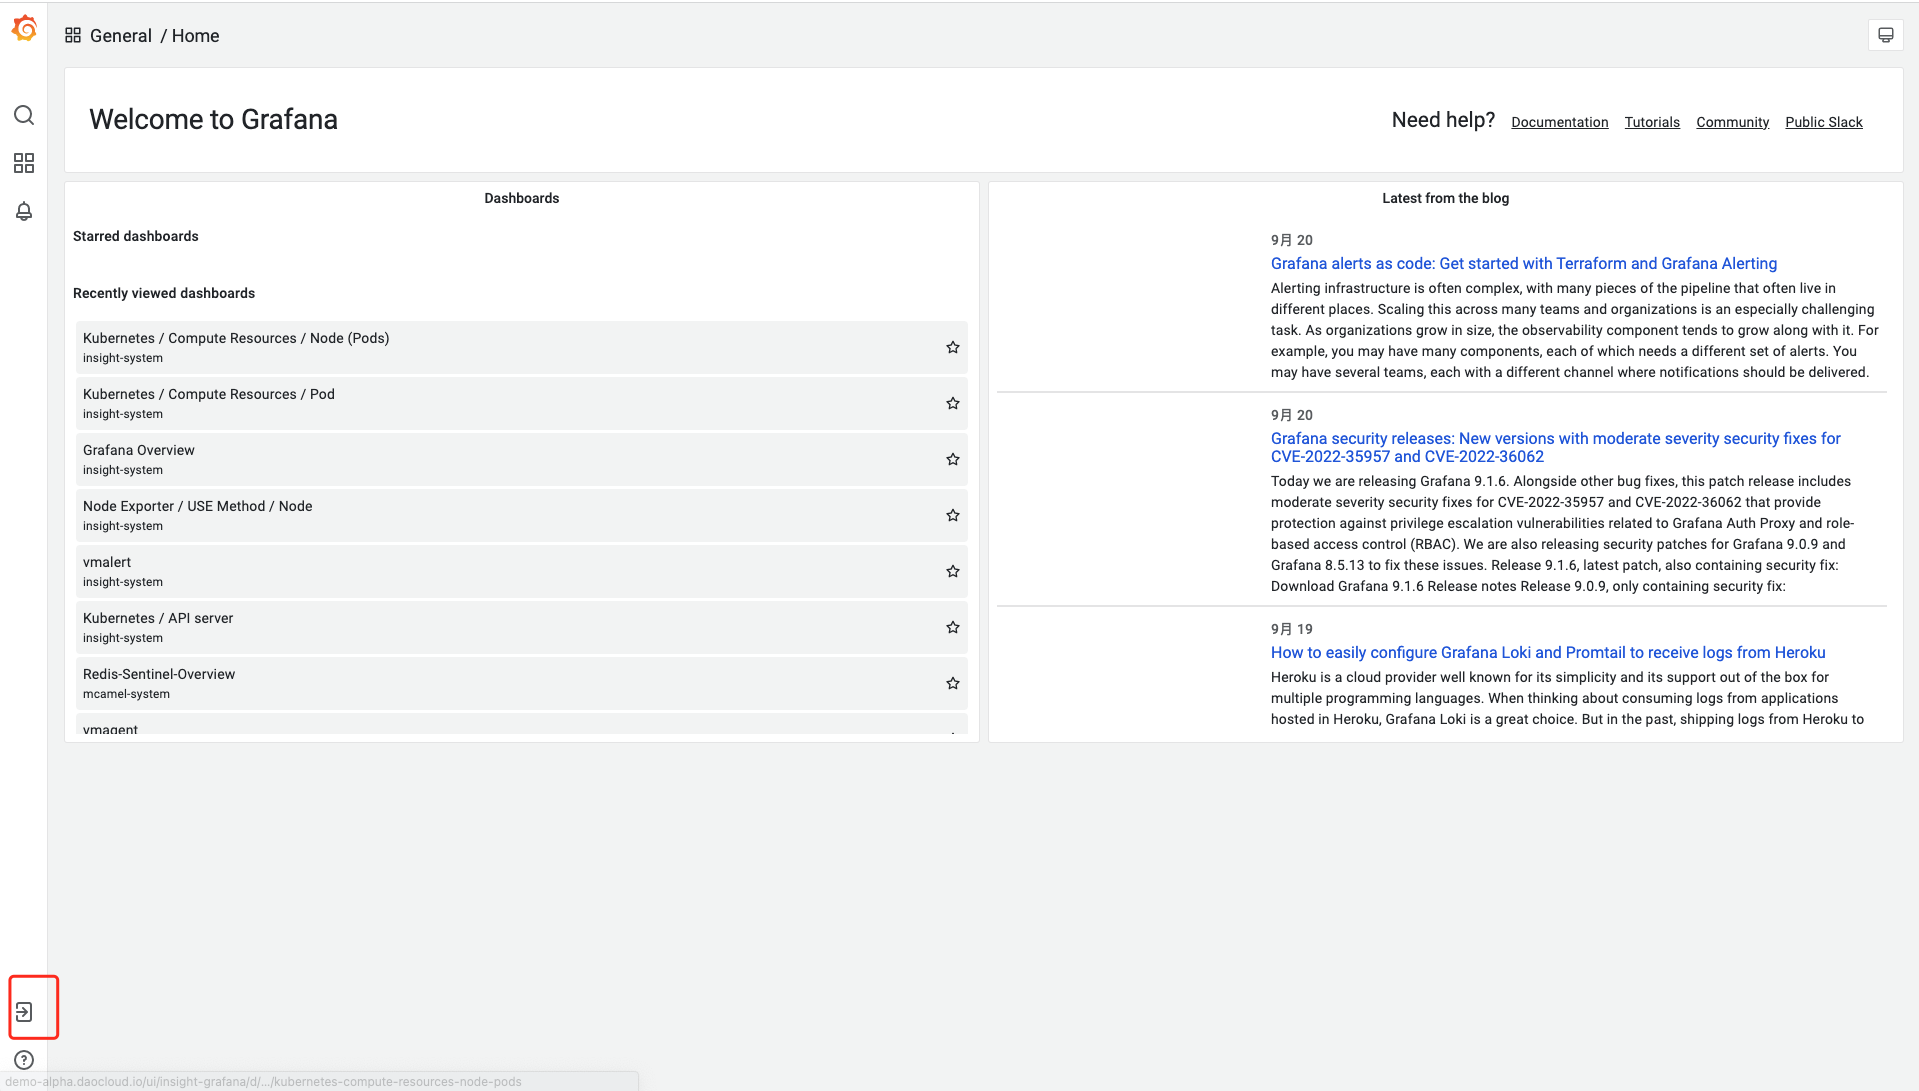 General / Home
Welcome to Grafana
Need help? Documentation Tutorials Community Public Slack
Dashboards
Starred dashboards
Recently viewed dashboards
Kubernetes / Compute Resources / Node (Pods)
insight-system
Kubernetes / Compute Resources / Pod
insight-system
Grafana Overview
insight-system
Node Exporter / USE Method / Node
insight-system
vmalert
insight-system
Kubernetes / API server
insight-system
Redis-Sentinel-Overview
mcamel-system
vmagent
Latest from the blog
9月 20
Grafana alerts as code: Get started with Terraform and Grafana Alerting
Alerting infrastructure is often complex, with many pieces of the pipeline that often live in
different places. Scaling this across many teams and organizations is an especially challenging
task. As organizations grow in size, the observability component tends to grow along with it. For
example, you may have many components, each of which needs a different set of alerts. You
may have several teams, each with a different channel where notifications should be delivered.
9月 20
Grafana security releases: New versions with moderate severity security fixes for
CVE-2022-35957 and CVE-2022-36062
Today we are releasing Grafana 9.1.6. Alongside other bug fixes, this patch release includes
moderate severity security fixes for CVE-2022-35957 and CVE-2022-36062 that provide
protection against privilege escalation vulnerabilities related to Grafana Auth Proxy and role-
based access control (RBAC). We are also releasing security patches for Grafana 9.0.9 and
Grafana 8.5.13 to fix these issues. Release 9.1.6, latest patch, also containing security fix:
Download Grafana 9.1.6 Release notes Release 9.0.9, only containing security fix:
9月 19
How to easily configure Grafana Loki and Promtail to receive logs from Heroku
Heroku is a cloud provider well known for its simplicity and its support out of the box for
multiple programming languages. When thinking about consuming logs from applications
hosted in Heroku, Grafana Loki is a great choice. But in the past, shipping logs from Heroku to
demo-alpha.daocloud.io/ui/insight-grafana/d/.../kubernetes-compute-resources-node-pods